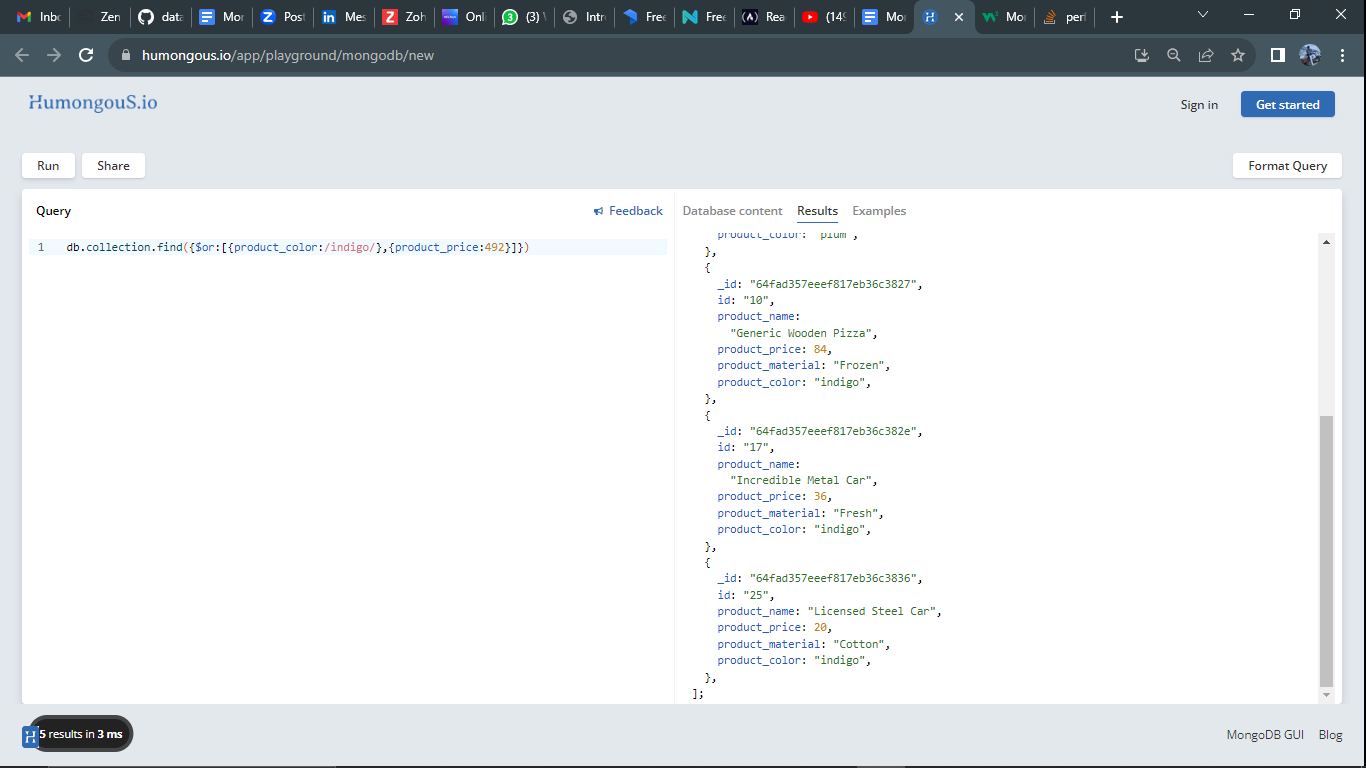 Inbo
Zen
data
Mor
Post
Mes
Zoh
Onli
(3) \
Intr
Free
Free
Rea
(149
Mor
Mor
perf
humongous.io/app/playground/mongodb/new
HumongouS.io
Sign in
Get started
Run
Share
Format Query
Query
Feedback
Database content
Results
Examples
1 db.collection.find({$or:[{product_color:/indigo/},{product_price:492}]})
product_color: "plum",
},
{
_id: "64fad357eeef817eb36c3827",
id: "10",
product_name:
"Generic Wooden Pizza",
product_price: 84,
product_material: "Frozen",
product_color: "indigo",
},
{
_id: "64fad357eeef817eb36c382e",
id: "17",
product_name:
"Incredible Metal Car",
product_price: 36,
product_material: "Fresh",
product_color: "indigo",
},
{
_id: "64fad357eeef817eb36c3836",
id: "25",
product_name: "Licensed Steel Car",
product_price: 20,
product_material: "Cotton",
product_color: "indigo",
},
];
H
5 results in 3 ms
MongoDB GUI
Blog